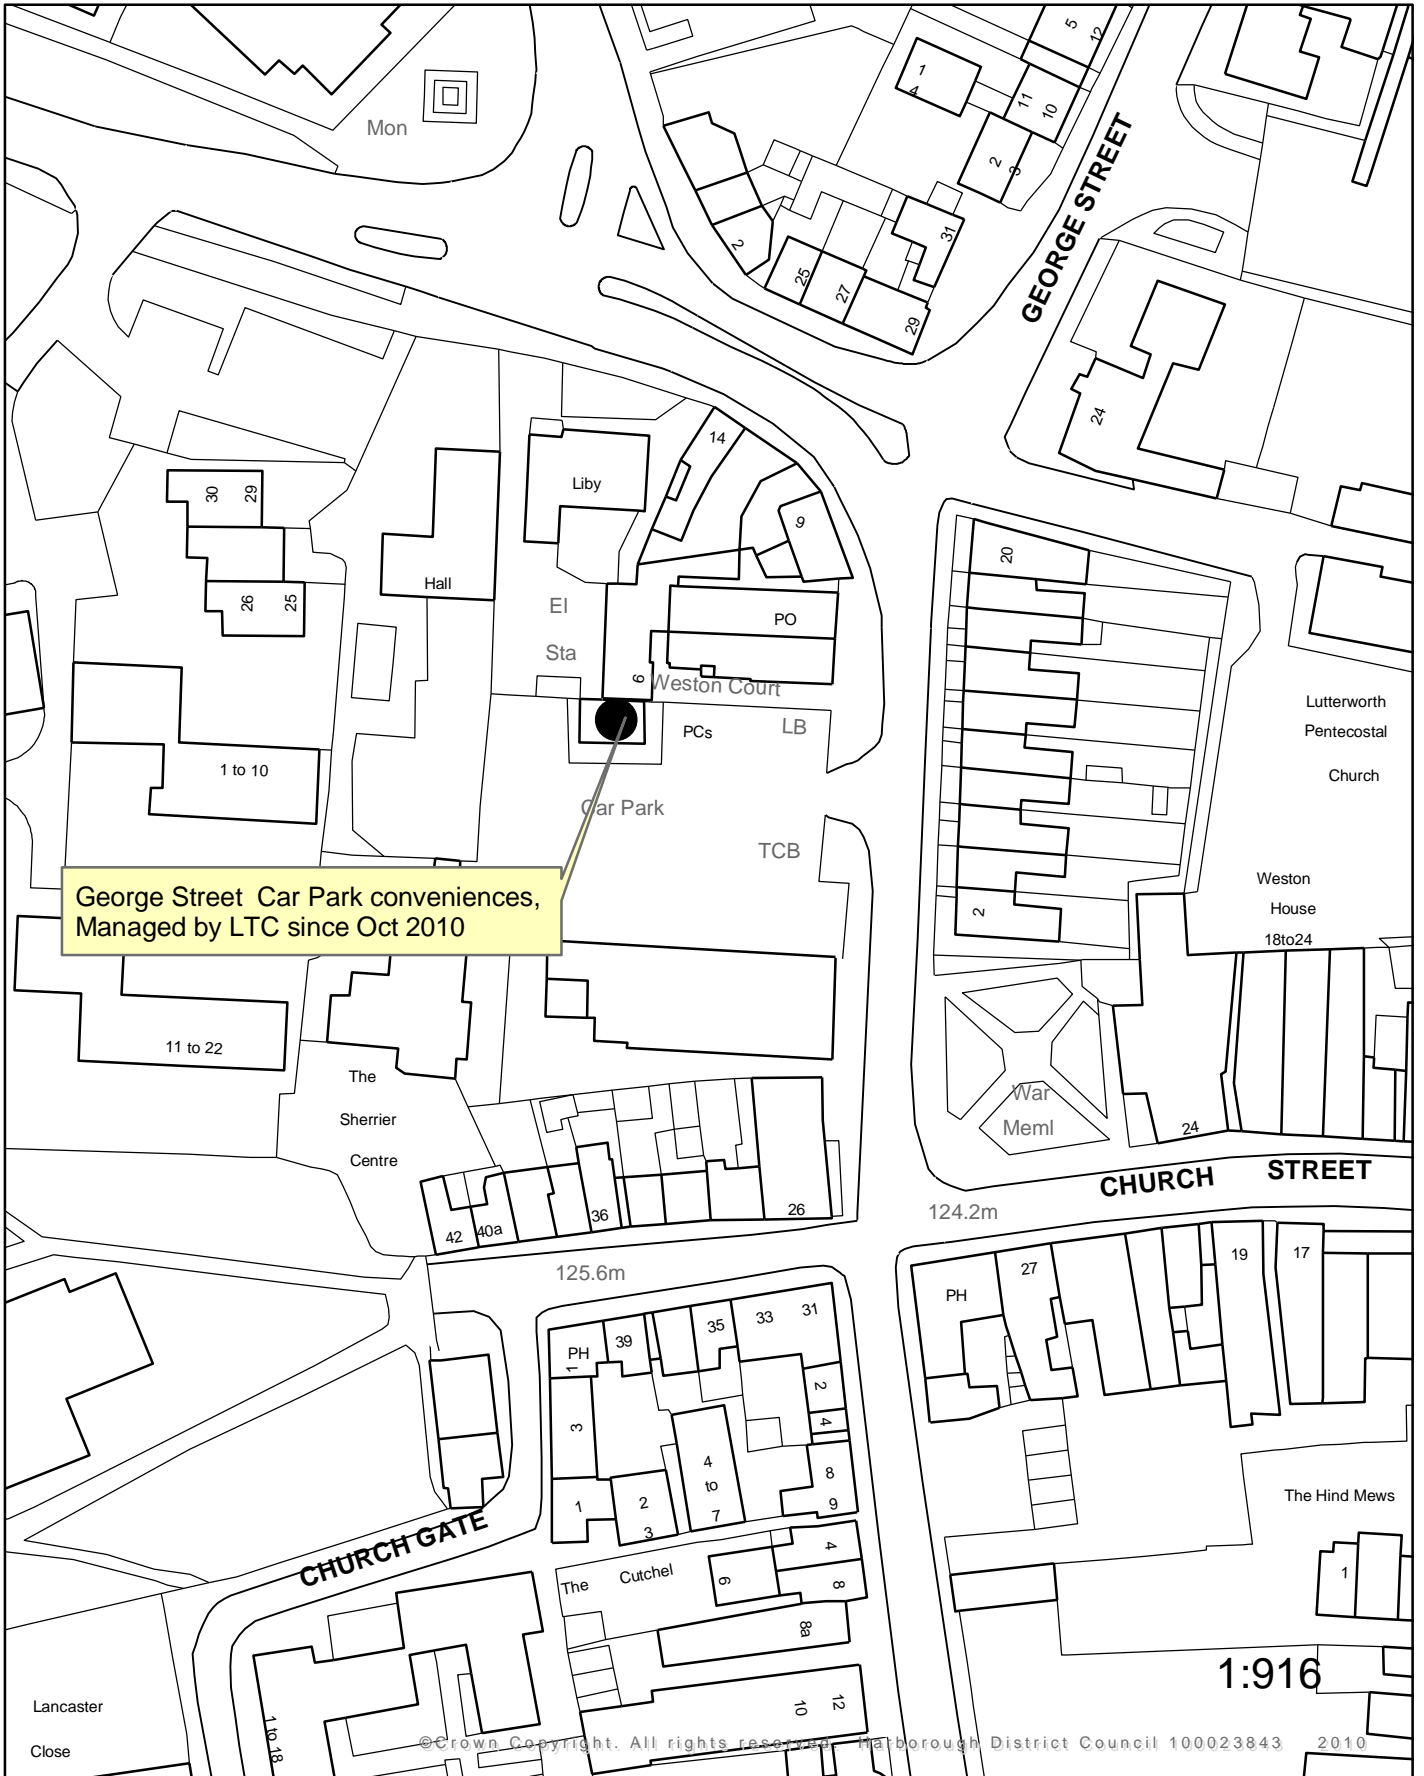 5
12
1
4
11
10
Mon
2
3
GEORGE STREET
31
2
25
27
29
24
14
Liby
30
29
9
20
Hall
26
25
El
Sta
PO
6
Weston Court
LB
PCs
Lutterworth
Pentecostal
Church
1 to 10
Car Park
TCB
George Street Car Park conveniences,
Managed by LTC since Oct 2010
2
Weston
House
18to24
11 to 22
The
Sherrier
Centre
War
Meml
24
CHURCH STREET
42
40a
36
26
124.2m
125.6m
PH
27
19
17
PH
1
39
35
33
31
2
3
4
4
to
7
8
9
1
2
3
The Hind Mews
CHURCH GATE
The Cutchel
6
4
8
1
8a
1:916
Lancaster
Close
1 to 18
10
12
©Crown Copyright. All rights reserved. Harborough District Council 100023843 2010